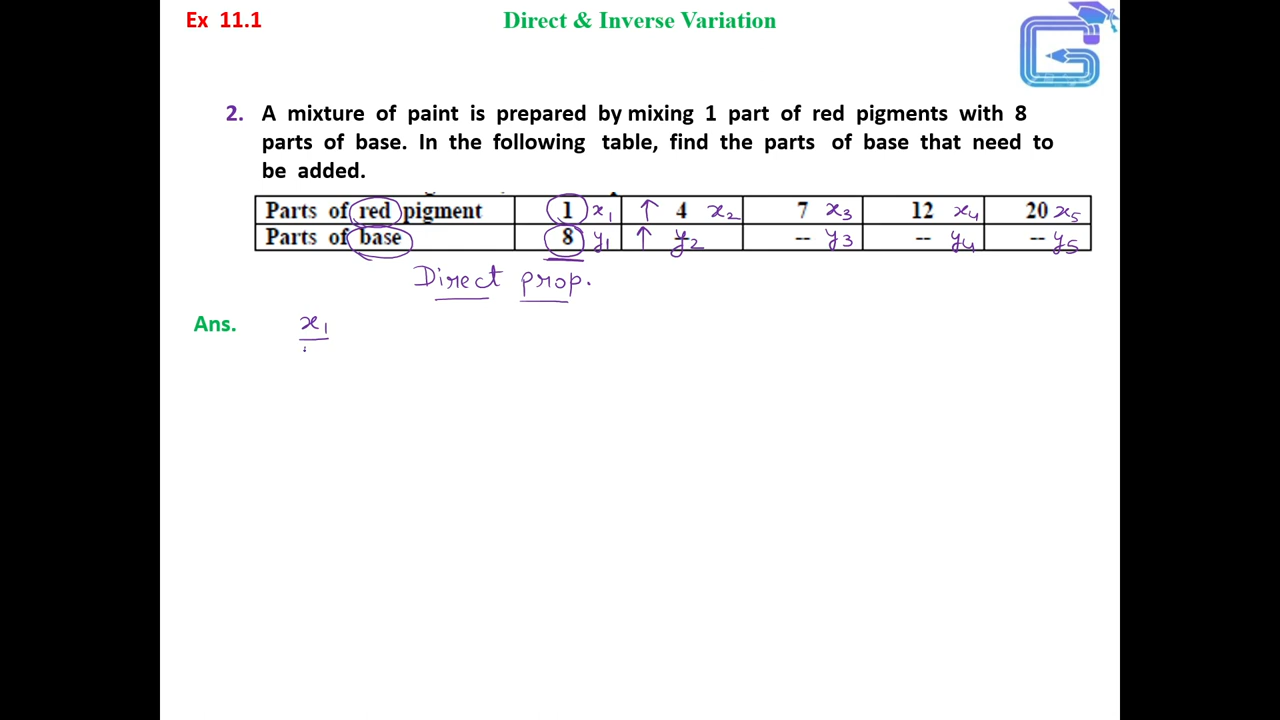 Ex 11.1
Direct & Inverse Variation
2. A mixture of paint is prepared by mixing 1 part of red pigments with 8
parts of base. In the following table, find the parts of base that need to
be added.
Parts of red pigment 1 x₁ ↑ 4 x₂ 7 x₃ 12 x₄ 20 x₅
Parts of base 8 y₁ ↑ -- y₂ -- y₃ -- y₄ -- y₅
Direct prop.
Ans. x₁